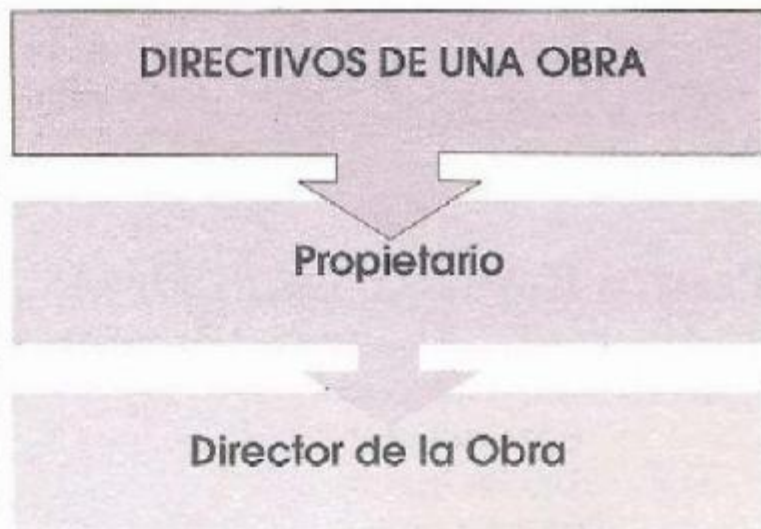 DIRECTIVOS DE UNA OBRA
Propietario
Director de la Obra